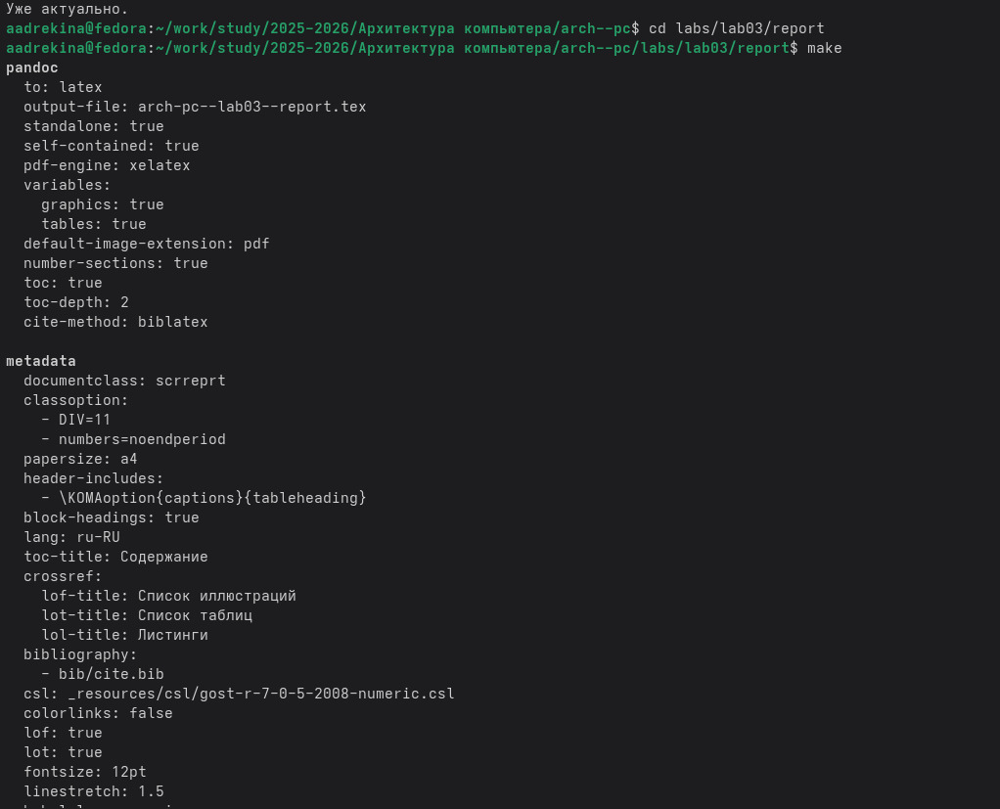 Уже актуально.
aadrekina@fedora:~/work/study/2025-2026/Архитектура компьютера/arch--pc$ cd labs/lab03/report
aadrekina@fedora:~/work/study/2025-2026/Архитектура компьютера/arch--pc/labs/lab03/report$ make
pandoc
  to: latex
  output-file: arch-pc--lab03--report.tex
  standalone: true
  self-contained: true
  pdf-engine: xelatex
  variables:
    graphics: true
    tables: true
  default-image-extension: pdf
  number-sections: true
  toc: true
  toc-depth: 2
  cite-method: biblatex

metadata
  documentclass: scrreprt
  classoption:
    - DIV=11
    - numbers=noendperiod
  papersize: a4
  header-includes:
    - \KOMAoption{captions}{tableheading}
  block-headings: true
  lang: ru-RU
  toc-title: Содержание
  crossref:
    lof-title: Список иллюстраций
    lot-title: Список таблиц
    lol-title: Листинги
  bibliography:
    - bib/cite.bib
  csl: _resources/csl/gost-r-7-0-5-2008-numeric.csl
  colorlinks: false
  lof: true
  lot: true
  fontsize: 12pt
  linestretch: 1.5